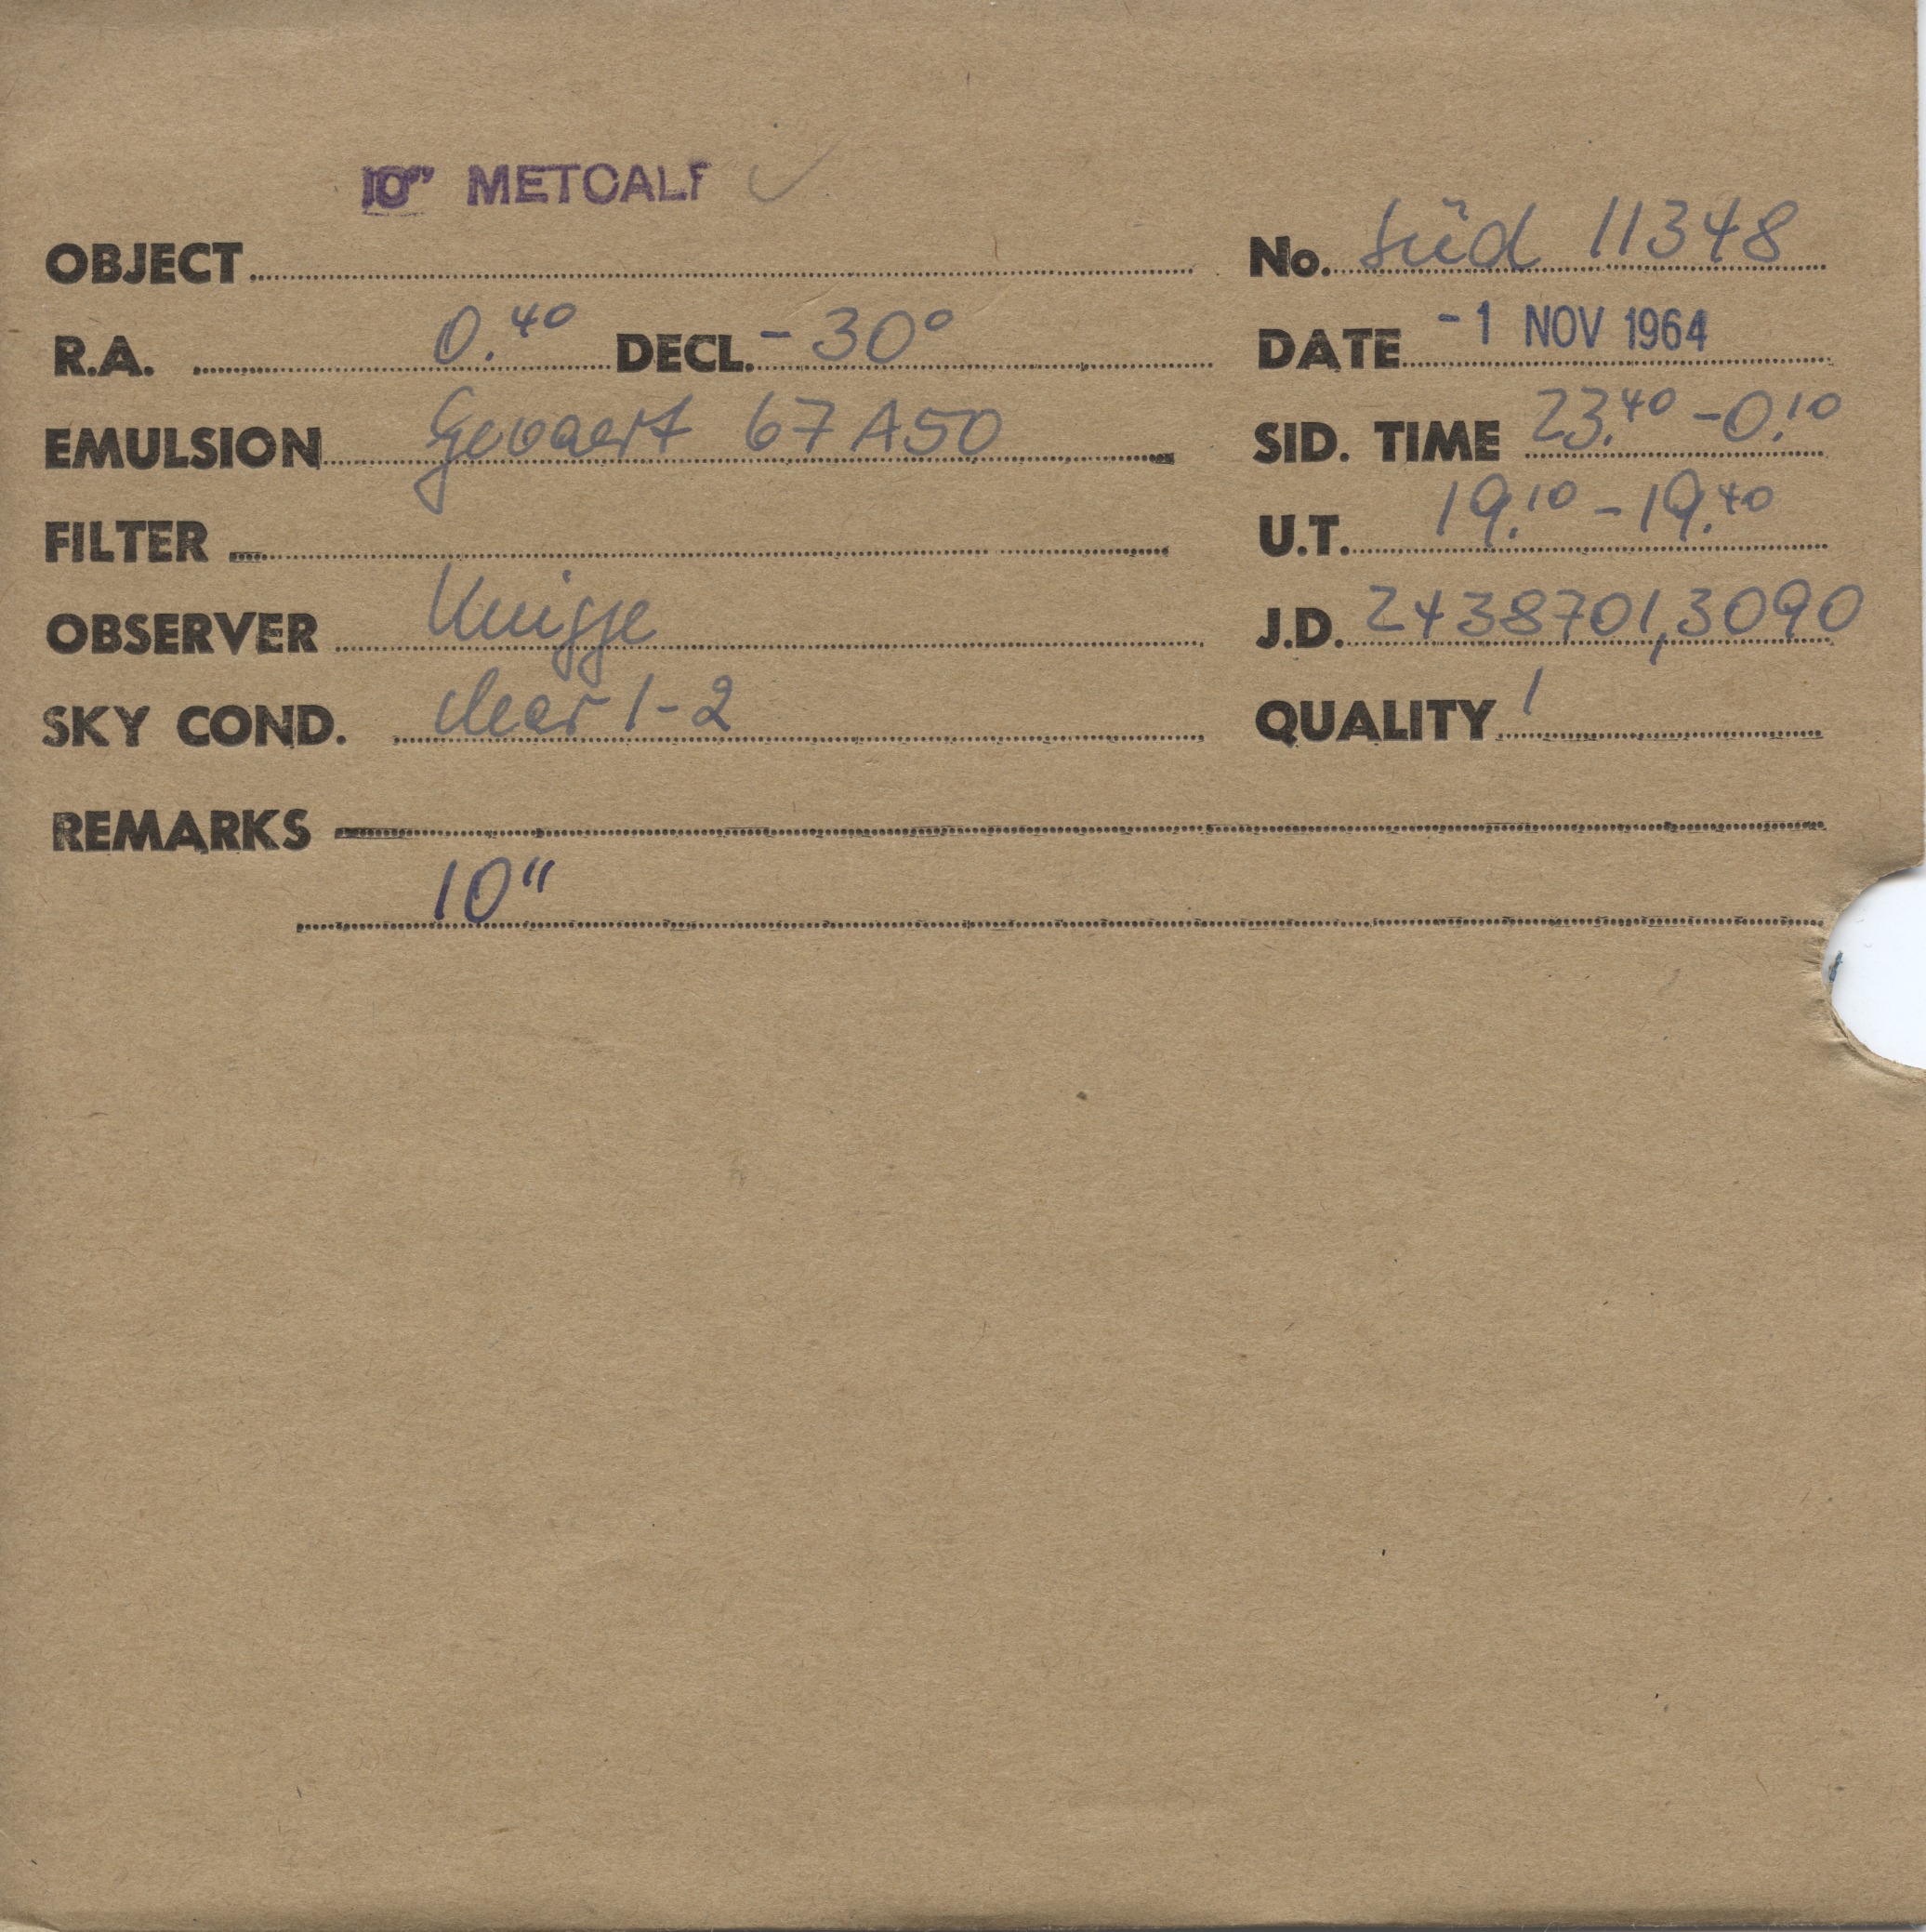 10" METCALF
OBJECT No. Süd 11348
R.A. 0.40 DECL. -30° DATE -1 NOV 1964
EMULSION Gevaert 67A50 SID. TIME 23.40 - 0.10
FILTER U.T. 19.10 - 19.40
OBSERVER Knigge J.D. 2438701,3090
SKY COND. clear 1-2 QUALITY 1
REMARKS
10"